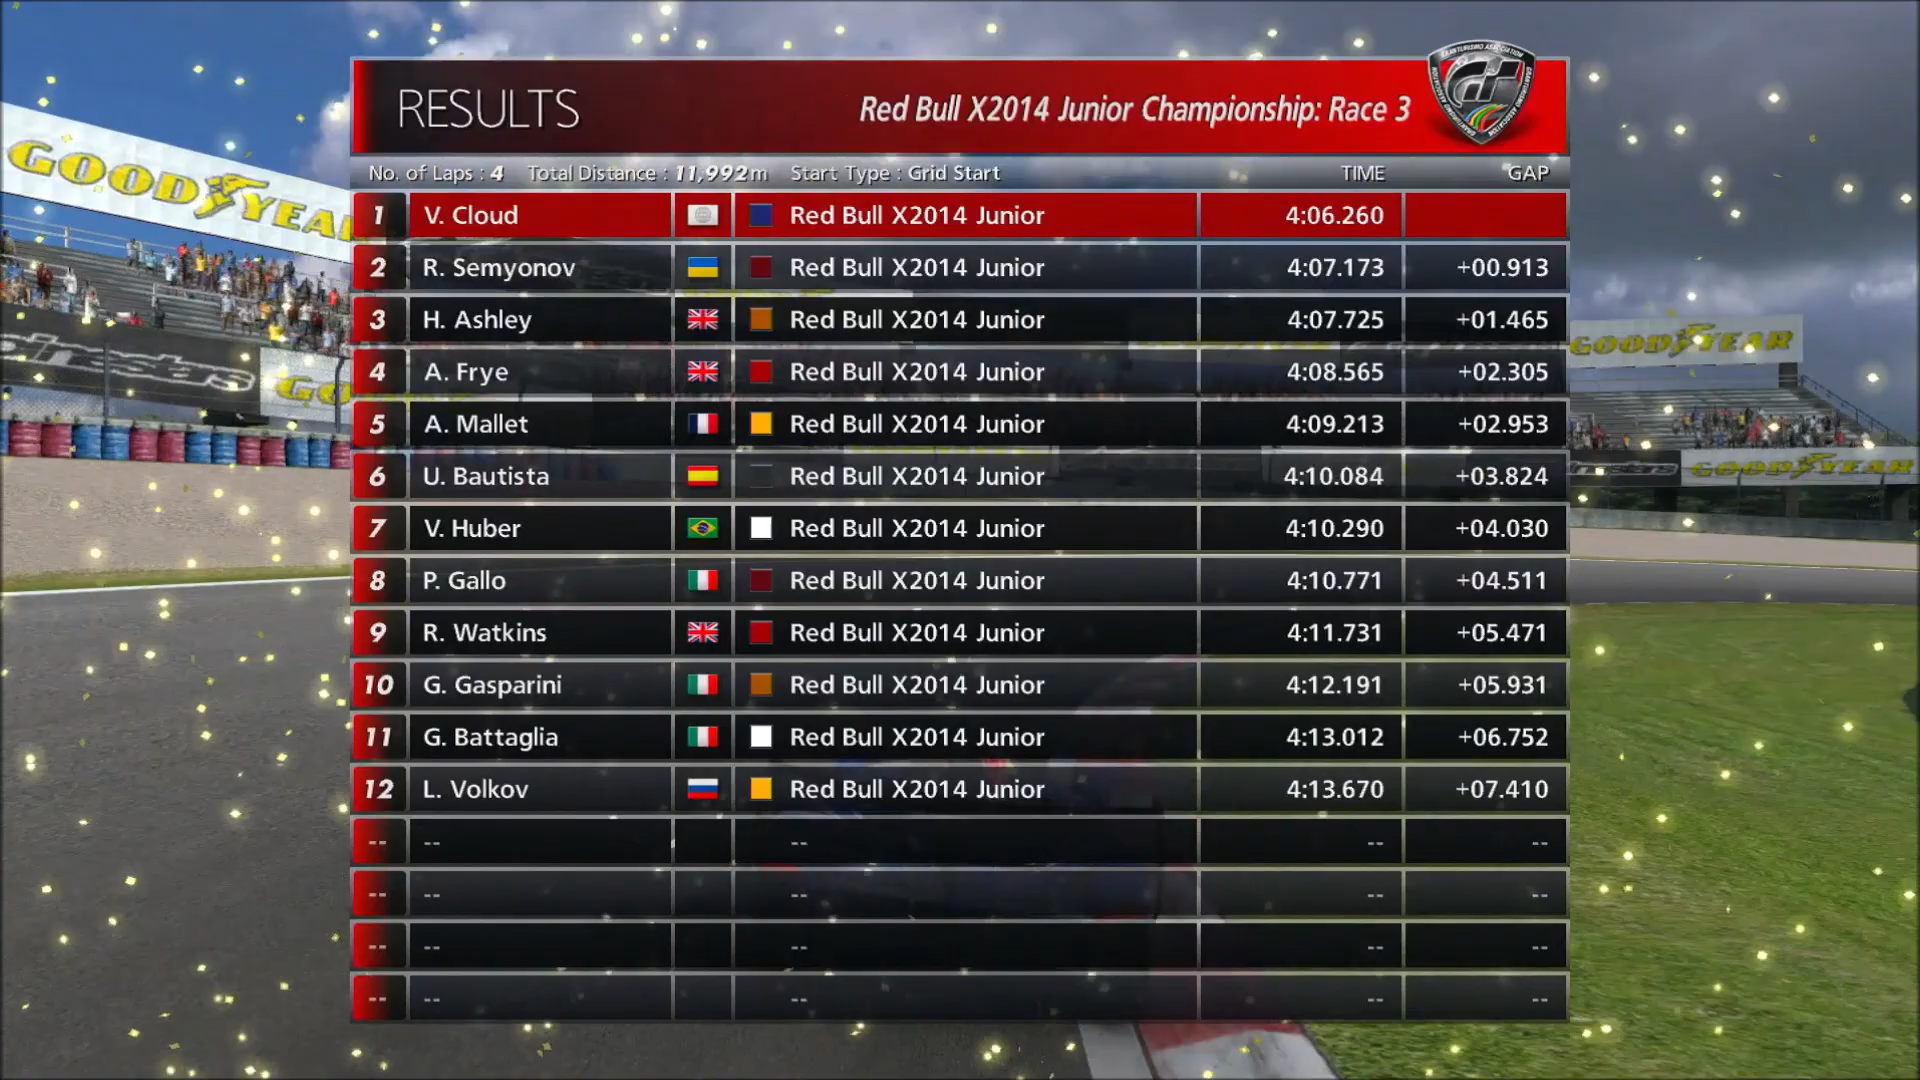 RESULTS
Red Bull X2014 Junior Championship: Race 3
No. of Laps : 4 Total Distance : 11,992m Start Type : Grid Start TIME GAP
1 V. Cloud Red Bull X2014 Junior 4:06.260
2 R. Semyonov Red Bull X2014 Junior 4:07.173 +00.913
3 H. Ashley Red Bull X2014 Junior 4:07.725 +01.465
4 A. Frye Red Bull X2014 Junior 4:08.565 +02.305
5 A. Mallet Red Bull X2014 Junior 4:09.213 +02.953
6 U. Bautista Red Bull X2014 Junior 4:10.084 +03.824
7 V. Huber Red Bull X2014 Junior 4:10.290 +04.030
8 P. Gallo Red Bull X2014 Junior 4:10.771 +04.511
9 R. Watkins Red Bull X2014 Junior 4:11.731 +05.471
10 G. Gasparini Red Bull X2014 Junior 4:12.191 +05.931
11 G. Battaglia Red Bull X2014 Junior 4:13.012 +06.752
12 L. Volkov Red Bull X2014 Junior 4:13.670 +07.410
-- -- -- -- --
-- -- -- -- --
-- -- -- -- --
-- -- -- -- --
GOODYEAR
GOODYEAR
GOODYEAR